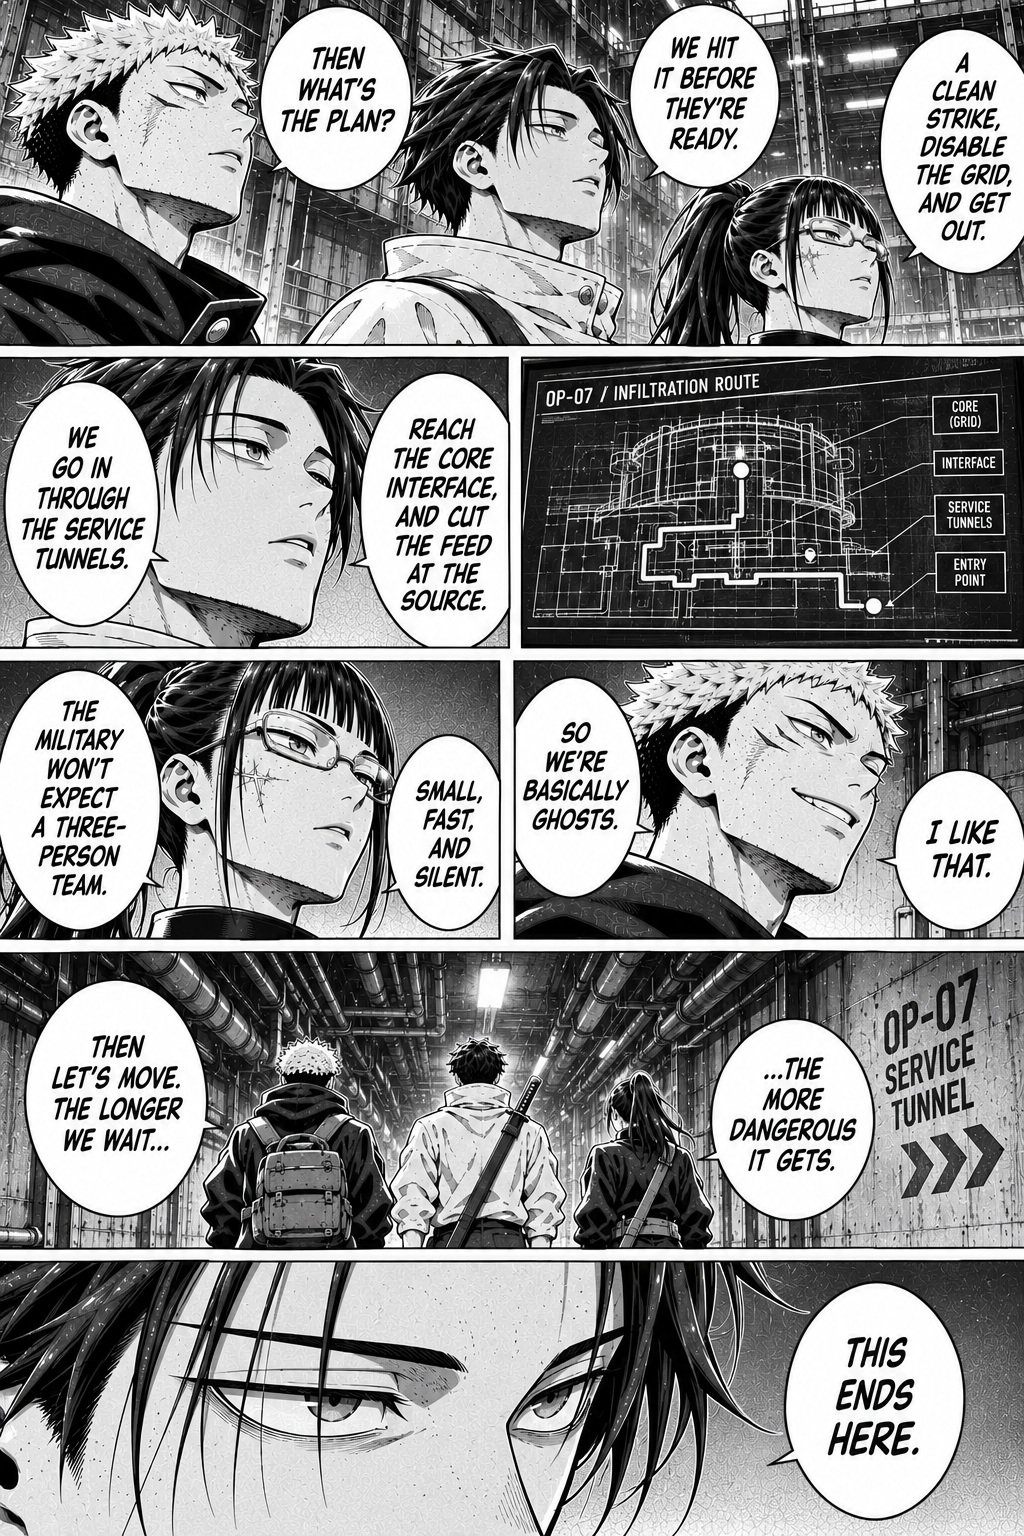 THEN
WHAT'S
THE PLAN?
WE HIT
IT BEFORE
THEY'RE
READY.
A
CLEAN
STRIKE,
DISABLE
THE GRID,
AND GET
OUT.
WE
GO IN
THROUGH
THE SERVICE
TUNNELS.
REACH
THE CORE
INTERFACE,
AND CUT
THE FEED
AT THE
SOURCE.
OP-07 / INFILTRATION ROUTE
CORE
(GRID)
INTERFACE
SERVICE
TUNNELS
ENTRY
POINT
THE
MILITARY
WON'T
EXPECT
A THREE-
PERSON
TEAM.
SMALL,
FAST,
AND
SILENT.
SO
WE'RE
BASICALLY
GHOSTS.
I LIKE
THAT.
THEN
LET'S MOVE.
THE LONGER
WE WAIT...
...THE
MORE
DANGEROUS
IT GETS.
OP-07
SERVICE
TUNNEL
THIS
ENDS
HERE.